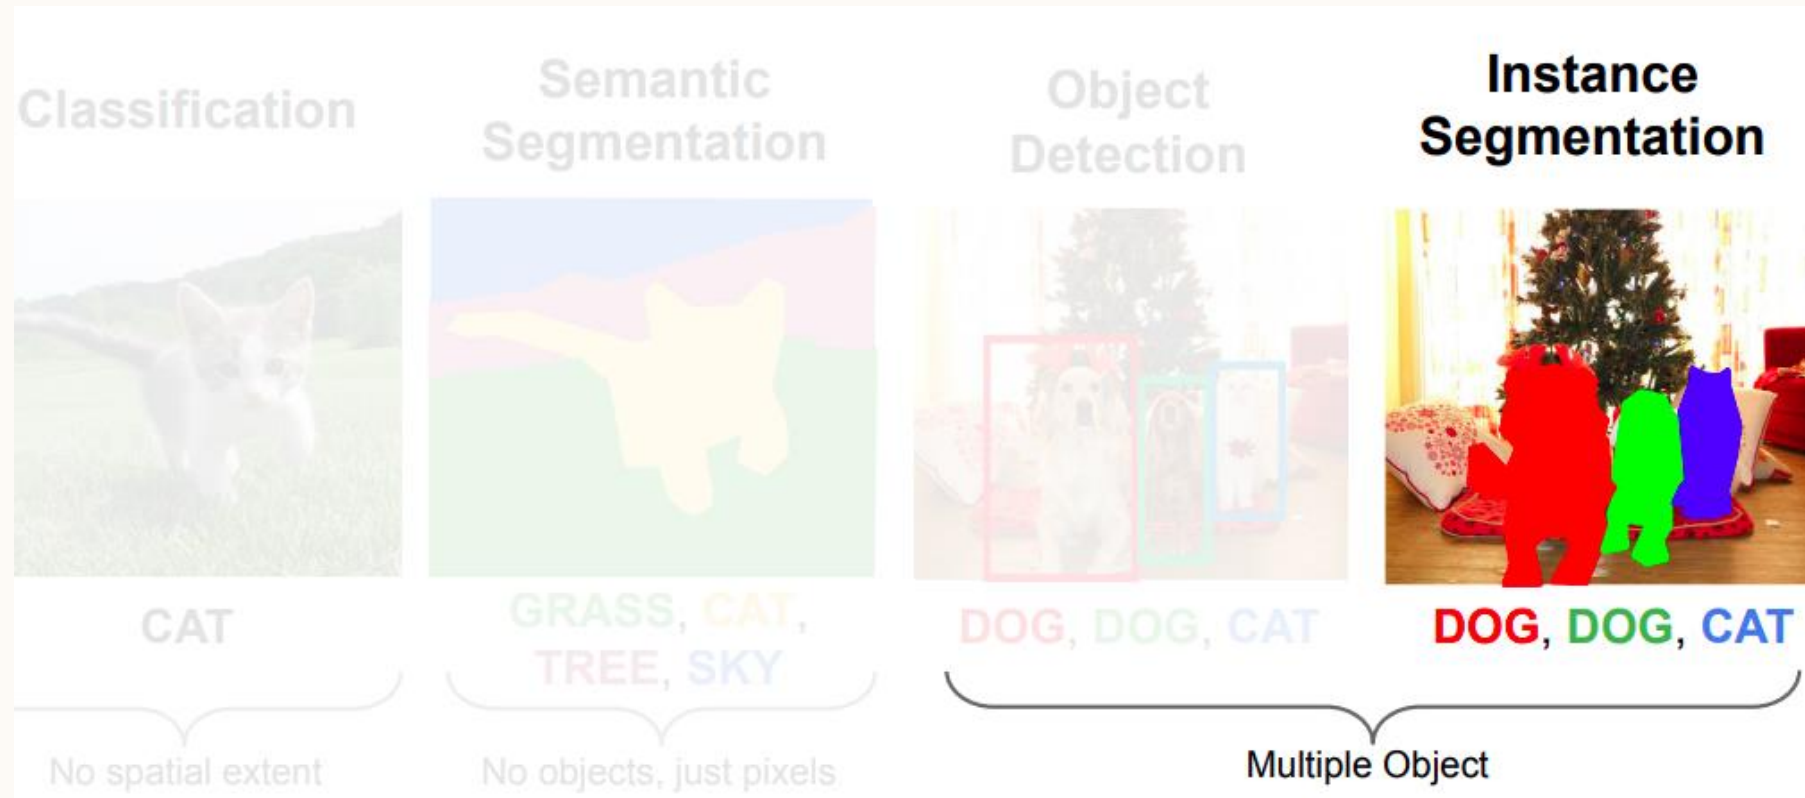 Classification
Semantic
Segmentation
Object
Detection
Instance
Segmentation
CAT
GRASS, CAT,
TREE, SKY
DOG, DOG, CAT
DOG, DOG, CAT
No spatial extent
No objects, just pixels
Multiple Object